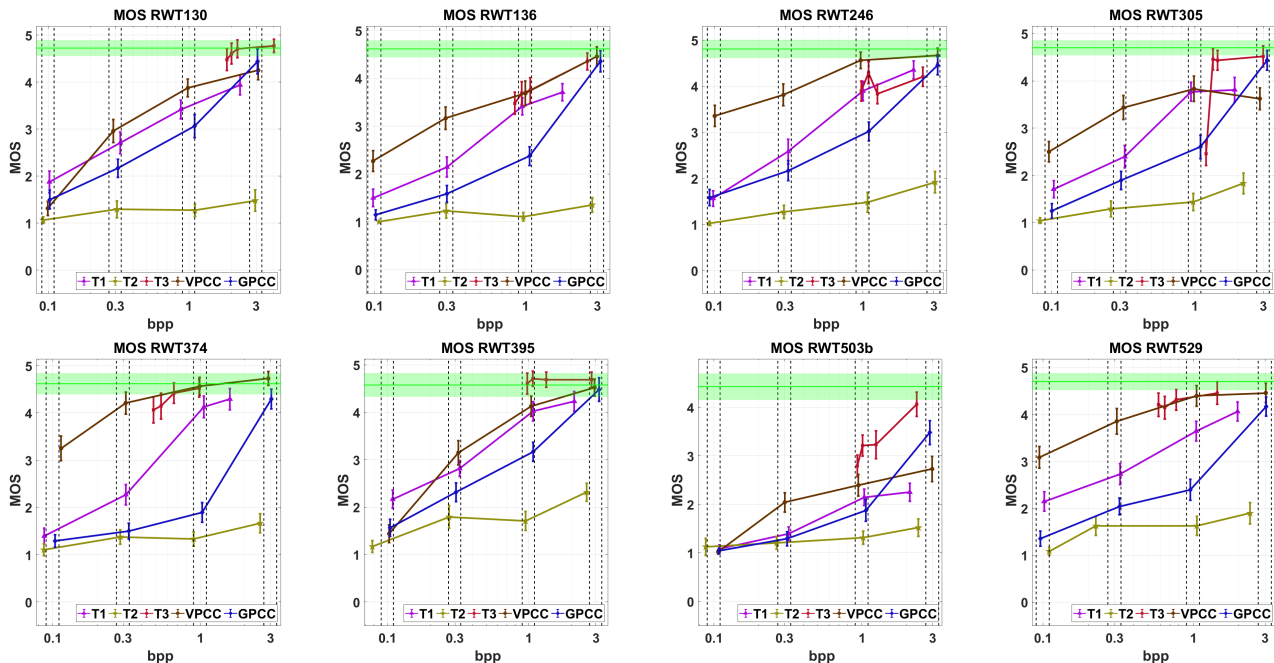 MOS RWT130
MOS
5
4
3
2
1
0
T1 T2 T3 VPCC GPCC
0.1 0.3 1 3
bpp
MOS RWT136
MOS
5
4
3
2
1
0
T1 T2 T3 VPCC GPCC
0.1 0.3 1 3
bpp
MOS RWT246
MOS
5
4
3
2
1
0
T1 T2 T3 VPCC GPCC
0.1 0.3 1 3
bpp
MOS RWT305
MOS
5
4
3
2
1
0
T1 T2 T3 VPCC GPCC
0.1 0.3 1 3
bpp
MOS RWT374
MOS
5
4
3
2
1
0
T1 T2 T3 VPCC GPCC
0.1 0.3 1 3
bpp
MOS RWT395
MOS
5
4
3
2
1
0
T1 T2 T3 VPCC GPCC
0.1 0.3 1 3
bpp
MOS RWT503b
MOS
5
4
3
2
1
0
T1 T2 T3 VPCC GPCC
0.1 0.3 1 3
bpp
MOS RWT529
MOS
5
4
3
2
1
0
T1 T2 T3 VPCC GPCC
0.1 0.3 1 3
bpp